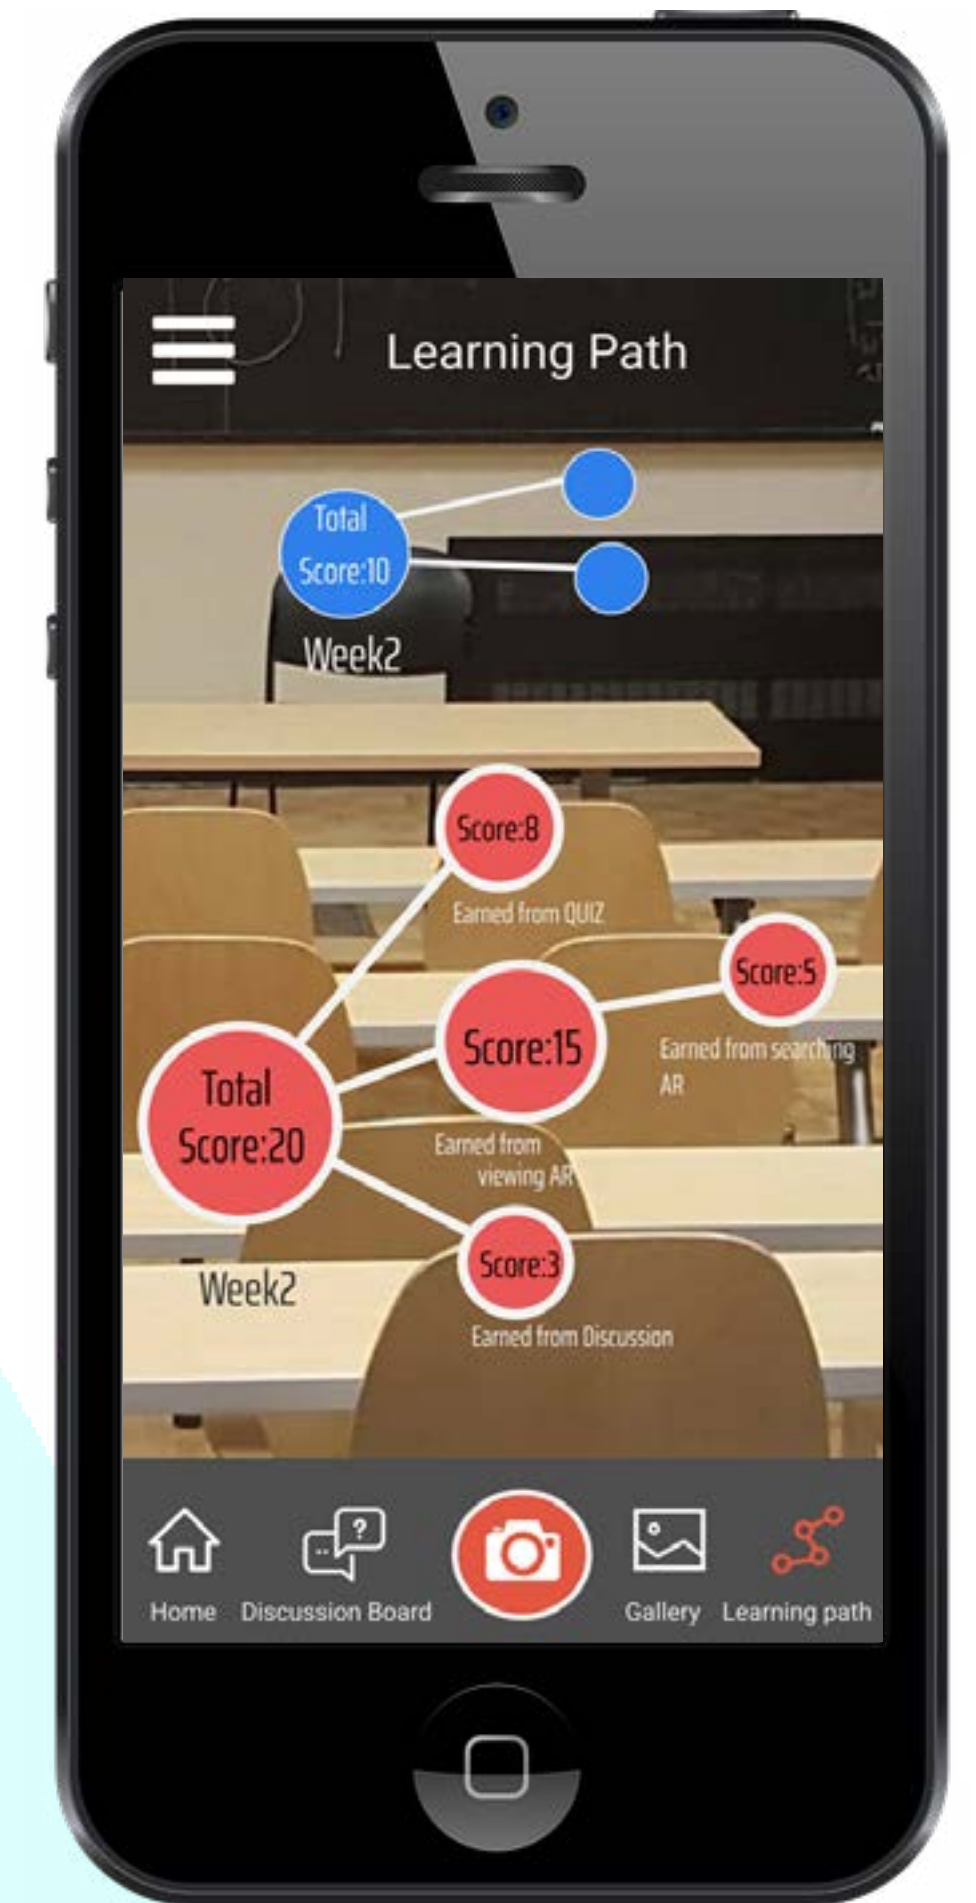 Learning Path
Total
Score:10
Week2
Score:8
Earned from QUIZ
Score:5
Earned from searching
AR
Score:15
Earned from
viewing AR
Total
Score:20
Score:3
Earned from Discussion
Week2
?
Home
Discussion Board
Gallery
Learning path